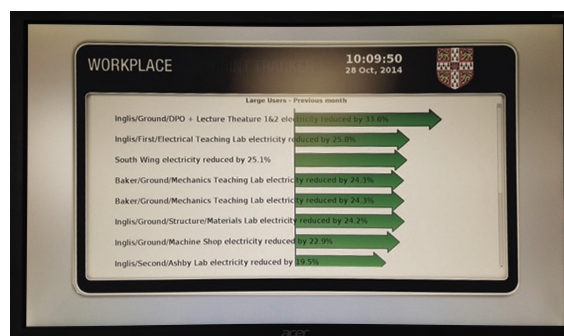 WORKPLACE
10:09:50
28 Oct, 2014
Large Users - Previous month
Inglis/Ground/DPO + Lecture Theature 1&2 electricity reduced by 33.6%
Inglis/First/Electrical Teaching Lab electricity reduced by 25.8%
South Wing electricity reduced by 25.1%
Baker/Ground/Mechanics Teaching Lab electricity reduced by 24.3%
Baker/Ground/Mechanics Teaching Lab electricity reduced by 24.3%
Inglis/Ground/Structure/Materials Lab electricity reduced by 24.2%
Inglis/Ground/Machine Shop electricity reduced by 22.9%
Inglis/Second/Ashby Lab electricity reduced by 19.5%
acer